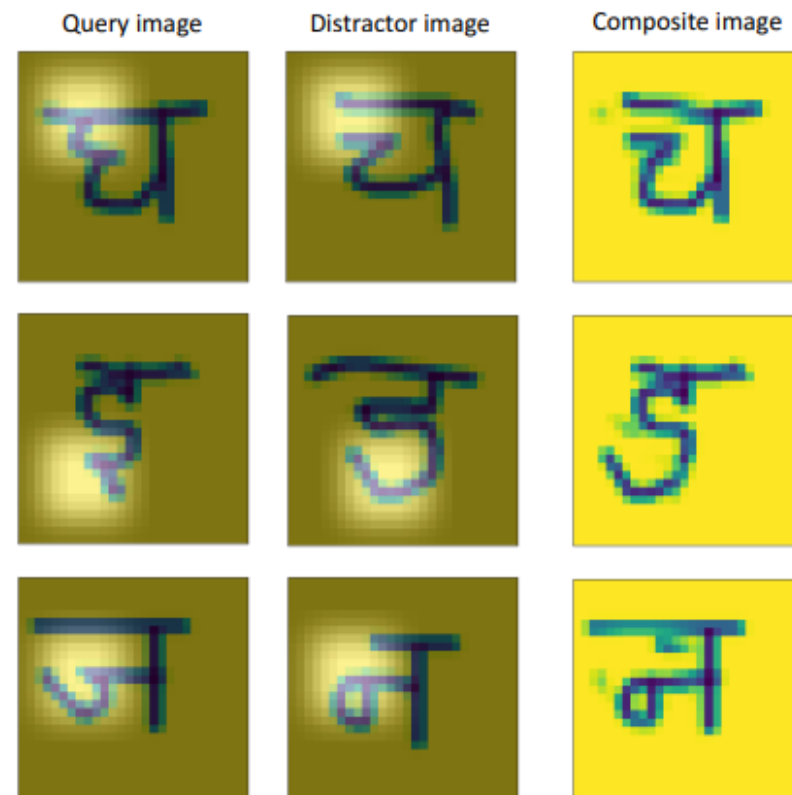 Query image Distractor image Composite image
घ य य
इ ड ड
ज न न